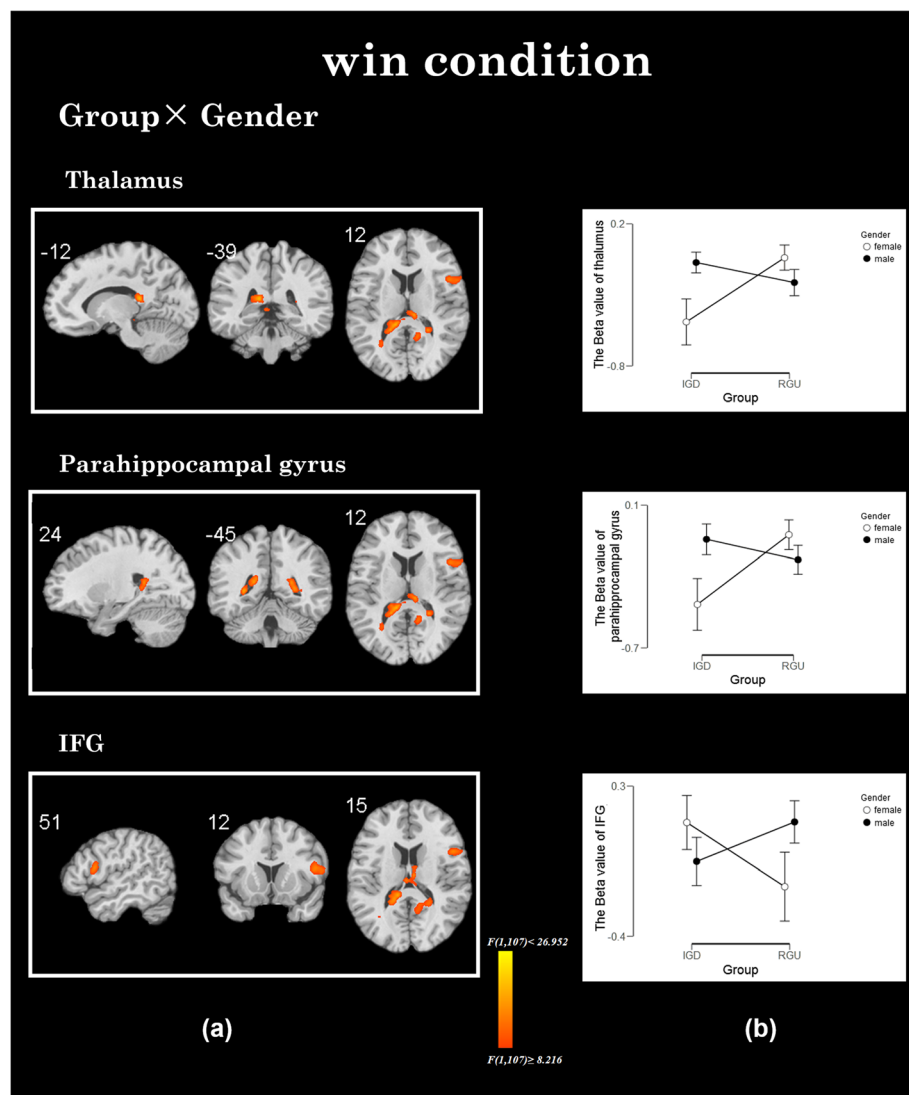 win condition
Group× Gender
Thalamus
-12
-39
12
0.2
-0.8
The Beta value of thalumus
IGD
RGU
Group
Gender
female
male
Parahippocampal gyrus
24
-45
12
0.1
-0.7
The Beta value of
parahipprocampal gyrus
IGD
RGU
Group
Gender
female
male
IFG
51
12
15
0.3
-0.4
The Beta value of IFG
IGD
RGU
Group
Gender
female
male
F(1,107)< 26.952
F(1,107)≥ 8.216
(a)
(b)